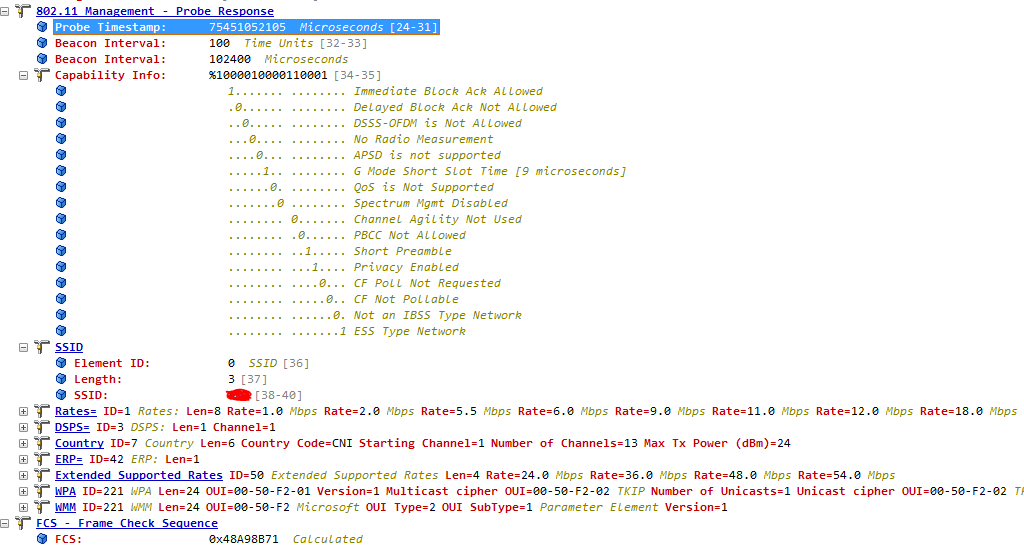 802.11 Management - Probe Response
Probe Timestamp: 75451052105 Microseconds [24-31]
Beacon Interval: 100 Time Units [32-33]
Beacon Interval: 102400 Microseconds
Capability Info: %1000010000110001 [34-35]
1....... ........ Immediate Block Ack Allowed
.0...... ........ Delayed Block Ack Not Allowed
..0..... ........ DSSS-OFDM is Not Allowed
...0.... ........ No Radio Measurement
....0... ........ APSD is not supported
.....1.. ........ G Mode Short Slot Time [9 microseconds]
......0. ........ QoS is Not Supported
.......0 ........ Spectrum Mgmt Disabled
........ 0....... Channel Agility Not Used
........ .0...... PBCC Not Allowed
........ ..1..... Short Preamble
........ ...1.... Privacy Enabled
........ ....0... CF Poll Not Requested
........ .....0.. CF Not Pollable
........ ......0. Not an IBSS Type Network
........ .......1 ESS Type Network
SSID
Element ID: 0 SSID [36]
Length: 3 [37]
SSID: [38-40]
Rates= ID=1 Rates: Len=8 Rate=1.0 Mbps Rate=2.0 Mbps Rate=5.5 Mbps Rate=6.0 Mbps Rate=9.0 Mbps Rate=11.0 Mbps Rate=12.0 Mbps Rate=18.0 Mbps
DSPS= ID=3 DSPS: Len=1 Channel=1
Country ID=7 Country Len=6 Country Code=CNI Starting Channel=1 Number of Channels=13 Max Tx Power (dBm)=24
ERP= ID=42 ERP: Len=1
Extended Supported Rates ID=50 Extended Supported Rates Len=4 Rate=24.0 Mbps Rate=36.0 Mbps Rate=48.0 Mbps Rate=54.0 Mbps
WPA ID=221 WPA Len=24 OUI=00-50-F2-01 Version=1 Multicast cipher OUI=00-50-F2-02 TKIP Number of Unicasts=1 Unicast cipher OUI=00-50-F2-02
WMM ID=221 WMM Len=24 OUI=00-50-F2 Microsoft OUI Type=2 OUI SubType=1 Parameter Element Version=1
FCS - Frame Check Sequence
FCS: 0x48A98B71 Calculated